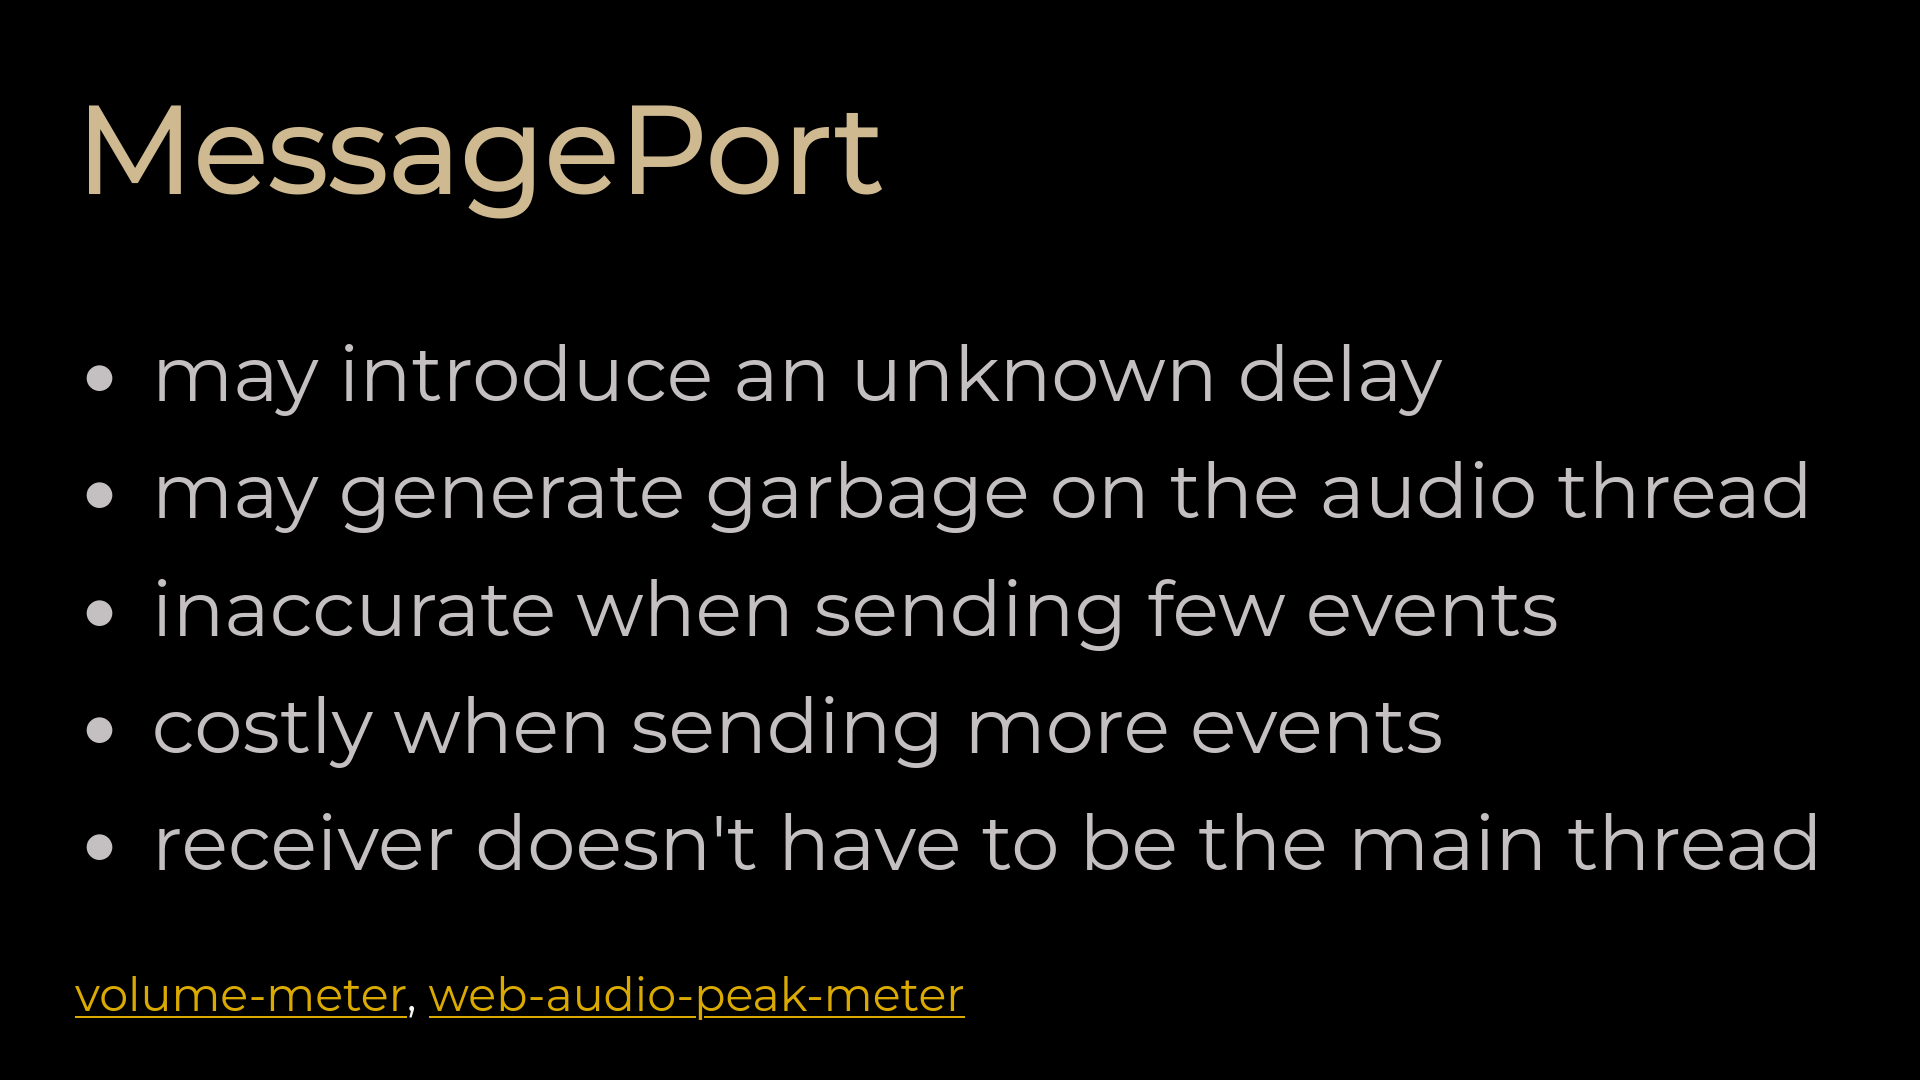 MessagePort
● may introduce an unknown delay
● may generate garbage on the audio thread
● inaccurate when sending few events
● costly when sending more events
● receiver doesn't have to be the main thread
volume-meter, web-audio-peak-meter